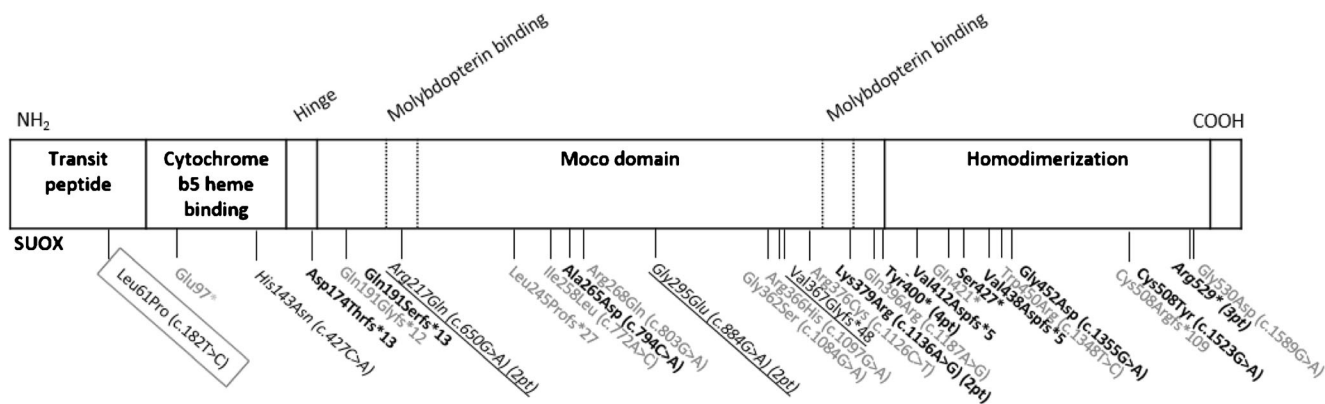 Molybdopterin binding
Molybdopterin binding
Hinge
NH2
COOH
Transit
peptide
Cytochrome
b5 heme
binding
Moco domain
Homodimerization
SUOX
Leu61Pro (c.182T>C)
Glu97*
His143Asn (c.427C>A)
Asp174Thrfs*13
Gln191Glyfs*12
Gln191Serfs*13
Arg217Gln (c.650G>A) (2pt)
Leu245Profs*27
Ile258Leu (c.772A>C)
Ala265Asp (c.794C>A)
Arg268Gln (c.803G>A)
Gly295Glu (c.884G>A) (2pt)
Gly362Ser (c.1084G>A)
Arg366His (c.1097G>A)
Val367Glyfs*48
Arg376Cys (c.1126C>T)
Lys379Arg (c.1136A>G) (2pt)
Gln396Arg (c.1187A>G)
Tyr400* (4pt)
Val412Aspfs*5
Gln421*
Ser427*
Val438Aspfs*5
Trp450Arg (c.1348T>C)
Gly452Asp (c.1355G>A)
Cys508Argfs*109
Cys508Tyr (c.1523G>A)
Arg529* (3pt)
Gly530Asp (c.1589G>A)